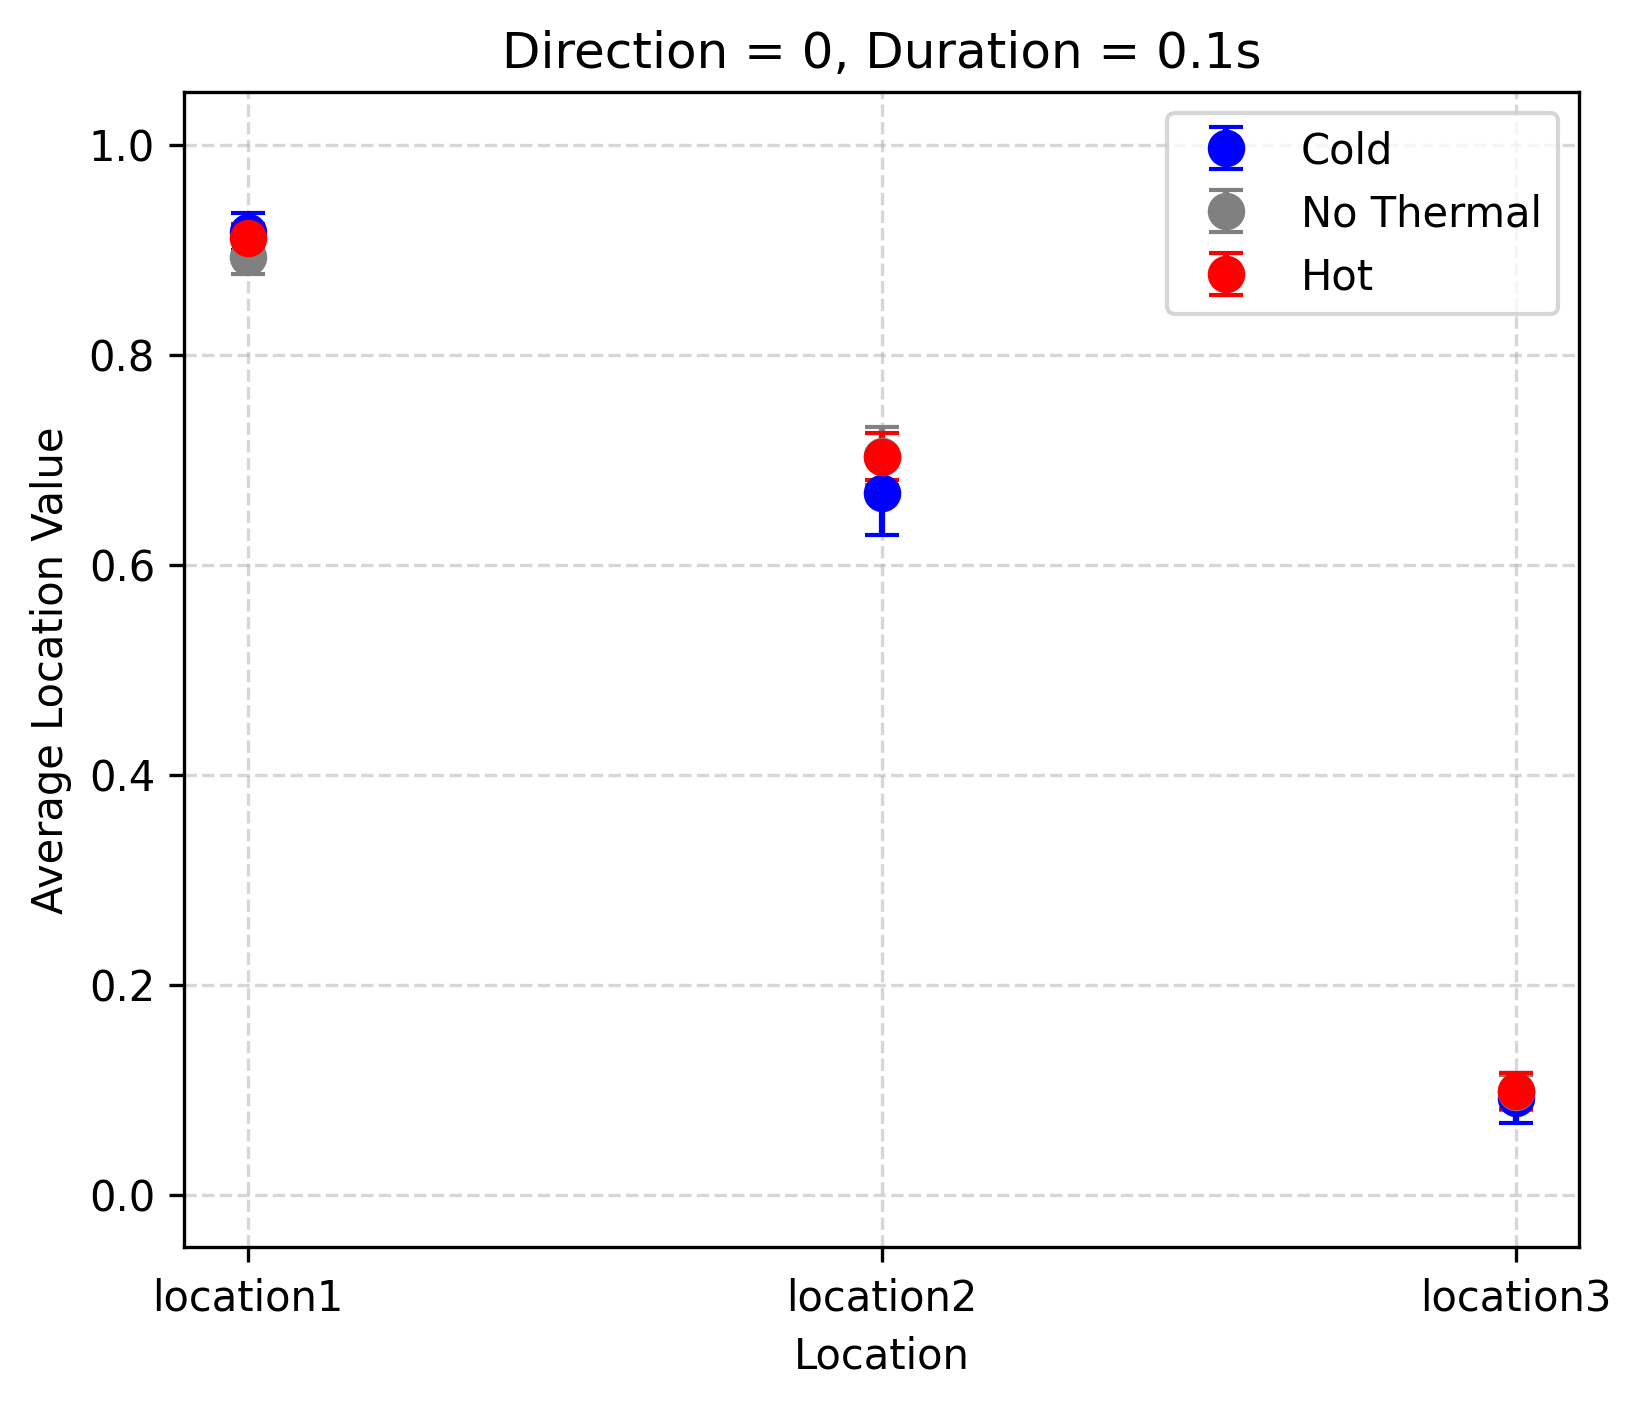 Direction = 0, Duration = 0.1s
Cold
No Thermal
Hot
1.0
0.8
0.6
0.4
0.2
0.0
Average Location Value
location1
location2
location3
Location